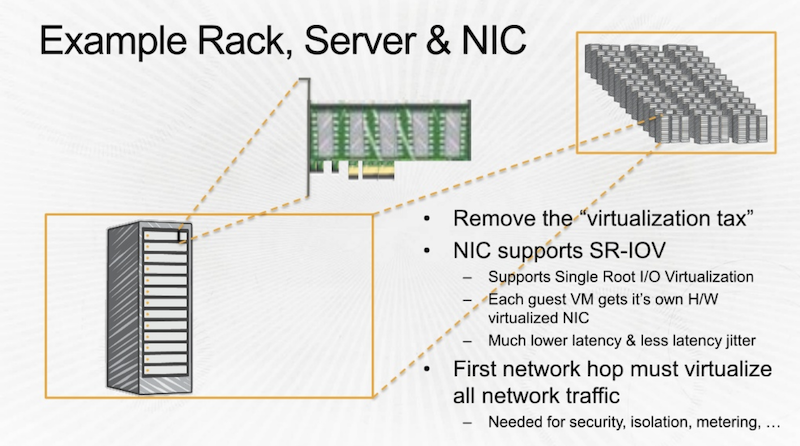 Example Rack, Server & NIC
• Remove the “virtualization tax”
• NIC supports SR-IOV
– Supports Single Root I/O Virtualization
– Each guest VM gets it’s own H/W
virtualized NIC
– Much lower latency & less latency jitter
• First network hop must virtualize
all network traffic
– Needed for security, isolation, metering, …